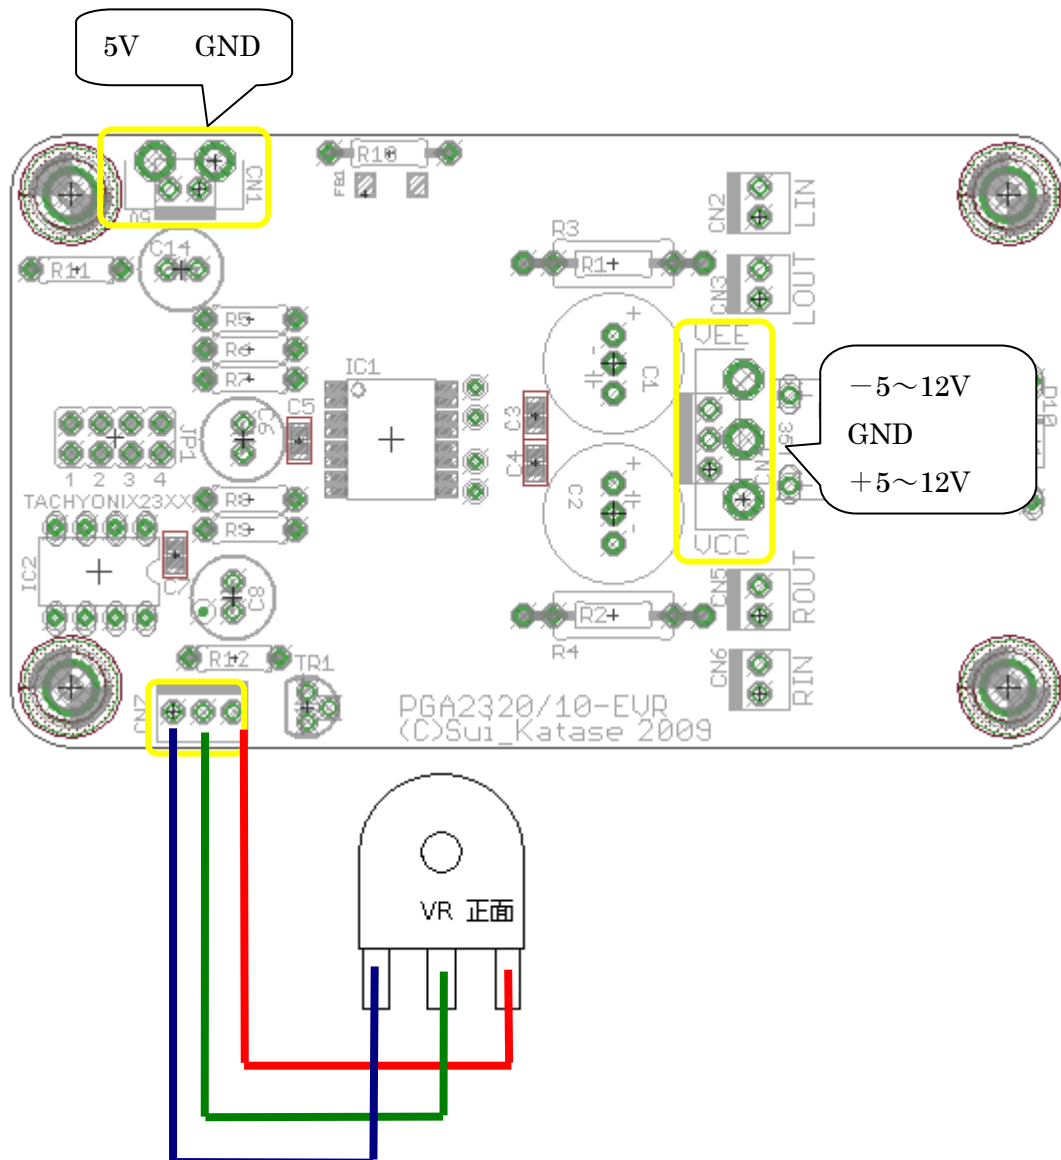 5V GND
CN1
5V
R10
FB1
C14
R11
R5
R6
R7
C6
C5
JP1
1 2 3 4
TACHYONIX23XX
R8
R9
IC2
C7
C8
R12
TR1
CN7
IC1
R3
R1
C1
C3
C4
C2
R2
R4
CN2
LIN
CN3
LOUT
VEE
VCC
－5～12V
GND
＋5～12V
CN5
ROUT
CN6
RIN
PGA2320/10-EVR
(C)Sui_Katase 2009
VR 正面